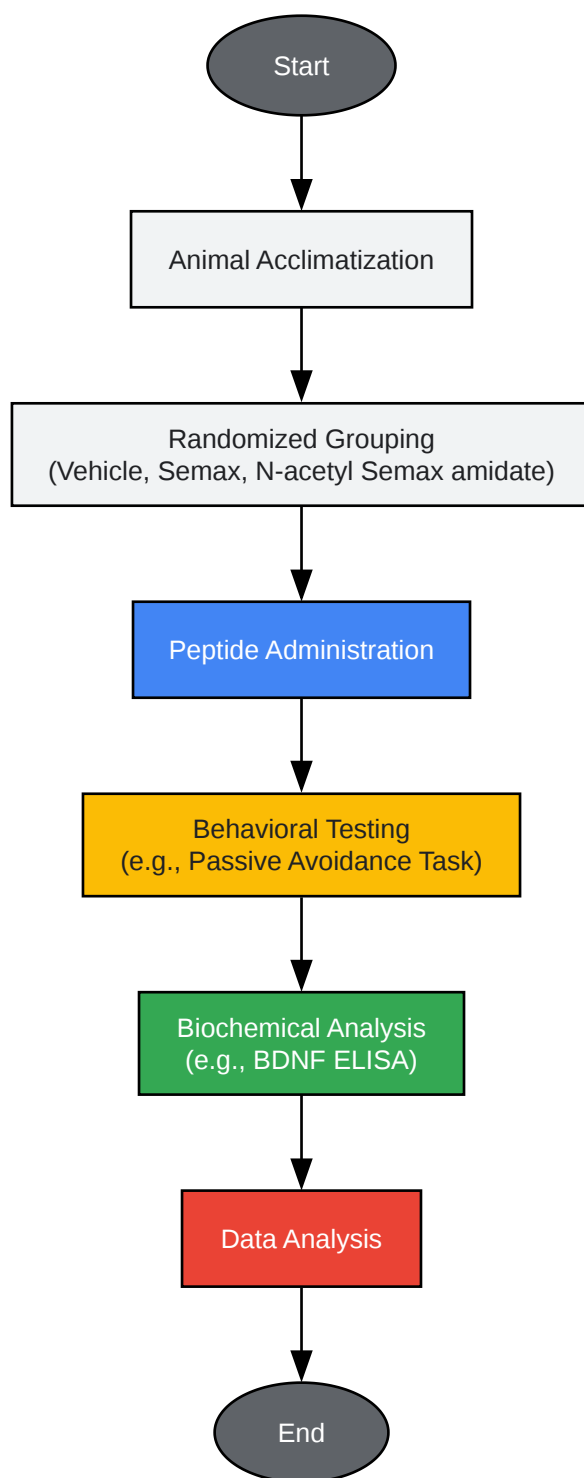 Start
Animal Acclimatization
Randomized Grouping
(Vehicle, Semax, N-acetyl Semax amidate)
Peptide Administration
Behavioral Testing
(e.g., Passive Avoidance Task)
Biochemical Analysis
(e.g., BDNF ELISA)
Data Analysis
End